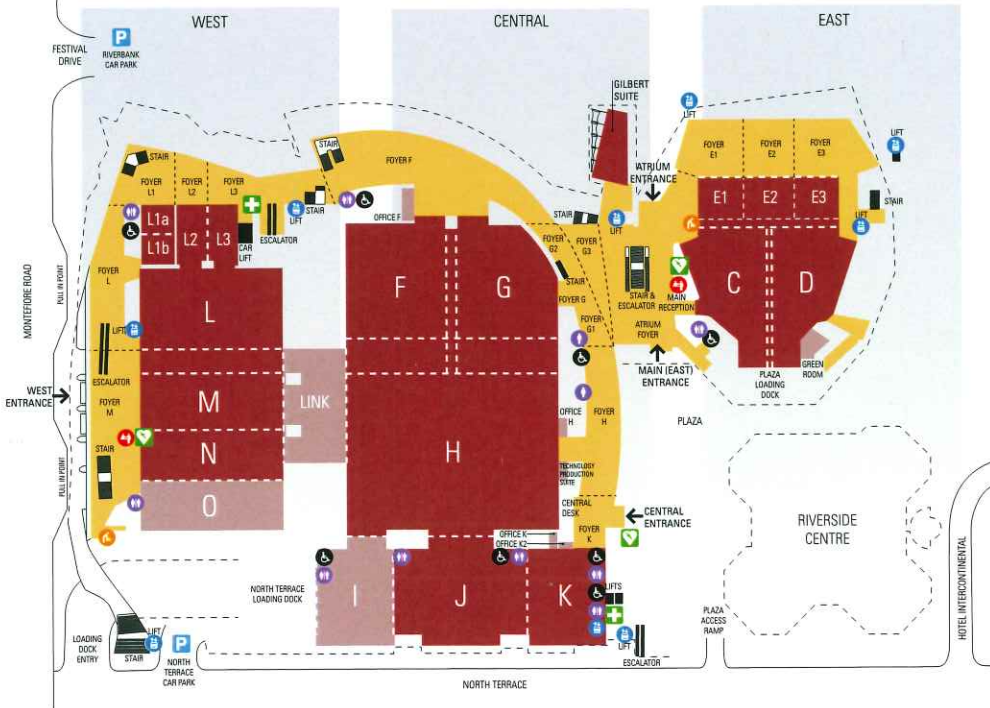 WEST
CENTRAL
EAST
P
FESTIVAL
DRIVE
RIVERBANK
CAR PARK
GILBERT
SUITE
LIFT
LIFT
FOYER
E1
FOYER
E2
FOYER
E3
STAIR
STAIR
FOYER F
ATRIUM
ENTRANCE
FOYER
L1
FOYER
L2
FOYER
L3
STAIR
LIFT
ESCALATOR
OFFICE F
STAIR
LIFT
E1
E2
E3
STAIR
LIFT
L1a
L1b
L2
L3
CAR
LIFT
FOYER
G2
FOYER
G3
STAIR
FOYER G
FOYER
G1
STAIR &
ESCALATOR
MAIN
RECEPTION
ATRIUM
FOYER
MONTEFIORE ROAD
PULL IN POINT
FOYER
L
L
F
G
C
D
LIFT
ESCALATOR
MAIN (EAST)
ENTRANCE
PLAZA
LOADING
DOCK
GREEN
ROOM
WEST
ENTRANCE
FOYER
M
M
LINK
OFFICE
H
FOYER
H
PLAZA
STAIR
PULL IN POINT
N
H
TECHNOLOGY
PRODUCTION
SUITE
O
CENTRAL
DESK
CENTRAL
ENTRANCE
FOYER
K
OFFICE K
OFFICE K2
RIVERSIDE
CENTRE
HOTEL INTERCONTINENTAL
NORTH TERRACE
LOADING DOCK
I
J
K
LIFTS
LIFT
ESCALATOR
PLAZA
ACCESS
RAMP
LOADING
DOCK
ENTRY
LIFT
STAIR
P
NORTH
TERRACE
CAR PARK
NORTH TERRACE